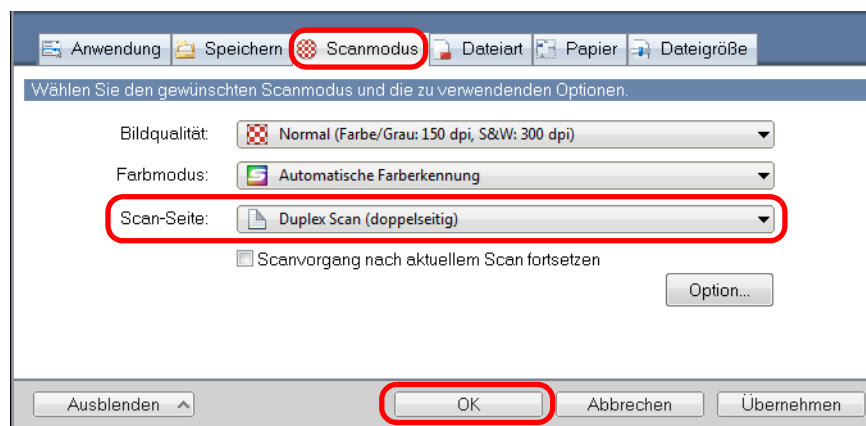 Anwendung Speichern Scanmodus Dateiart Papier Dateigröße
Wählen Sie den gewünschten Scanmodus und die zu verwendenden Optionen.
Bildqualität: Normal (Farbe/Grau: 150 dpi, S&W: 300 dpi)
Farbmodus: Automatische Farberkennung
Scan-Seite: Duplex Scan (doppelseitig)
Scanvorgang nach aktuellem Scan fortsetzen
Option...
Ausblenden OK Abbrechen Übernehmen